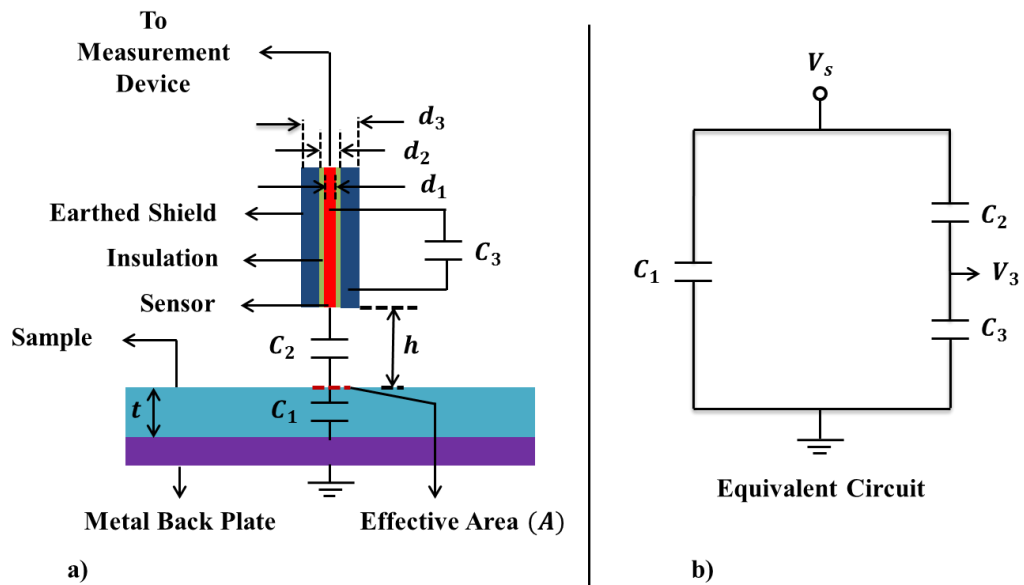 To
Measurement
Device
d₃
d₂
d₁
Earthed Shield
Insulation
C₃
Sensor
Sample
C₂
h
t
C₁
Metal Back Plate
Effective Area (A)
a)
Vₛ
C₁
C₂
V₃
C₃
Equivalent Circuit
b)